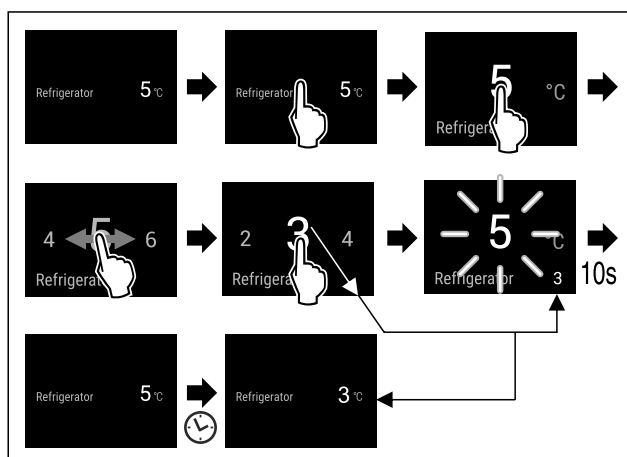 Refrigerator 5 °C
Refrigerator 5 °C
5 °C
Refrigera
4 5 6
Refrigerat
2 3 4
Refrigera
5 °C
Refrigerator 3
10s
Refrigerator 5 °C
Refrigerator 3 °C